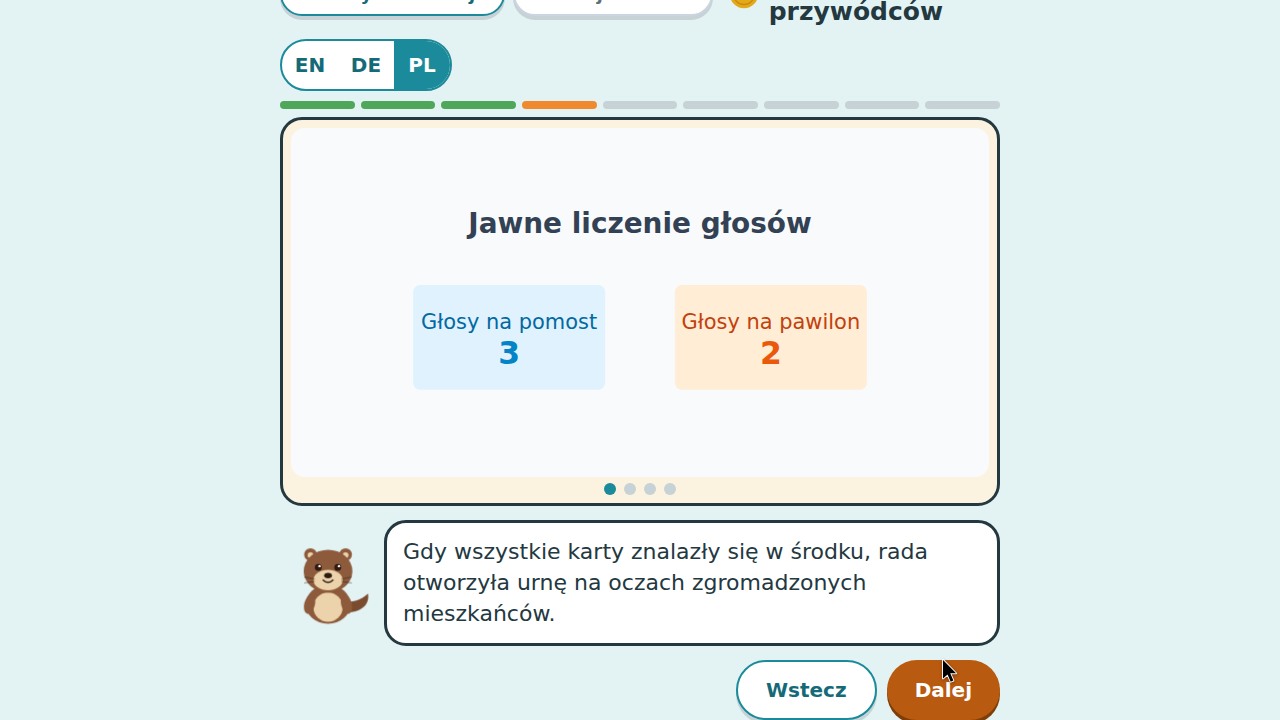 przywódców
EN DE PL
Jawne liczenie głosów
Głosy na pomost
3
Głosy na pawilon
2
Gdy wszystkie karty znalazły się w środku, rada
otworzyła urnę na oczach zgromadzonych
mieszkańców.
Wstecz
Dalej